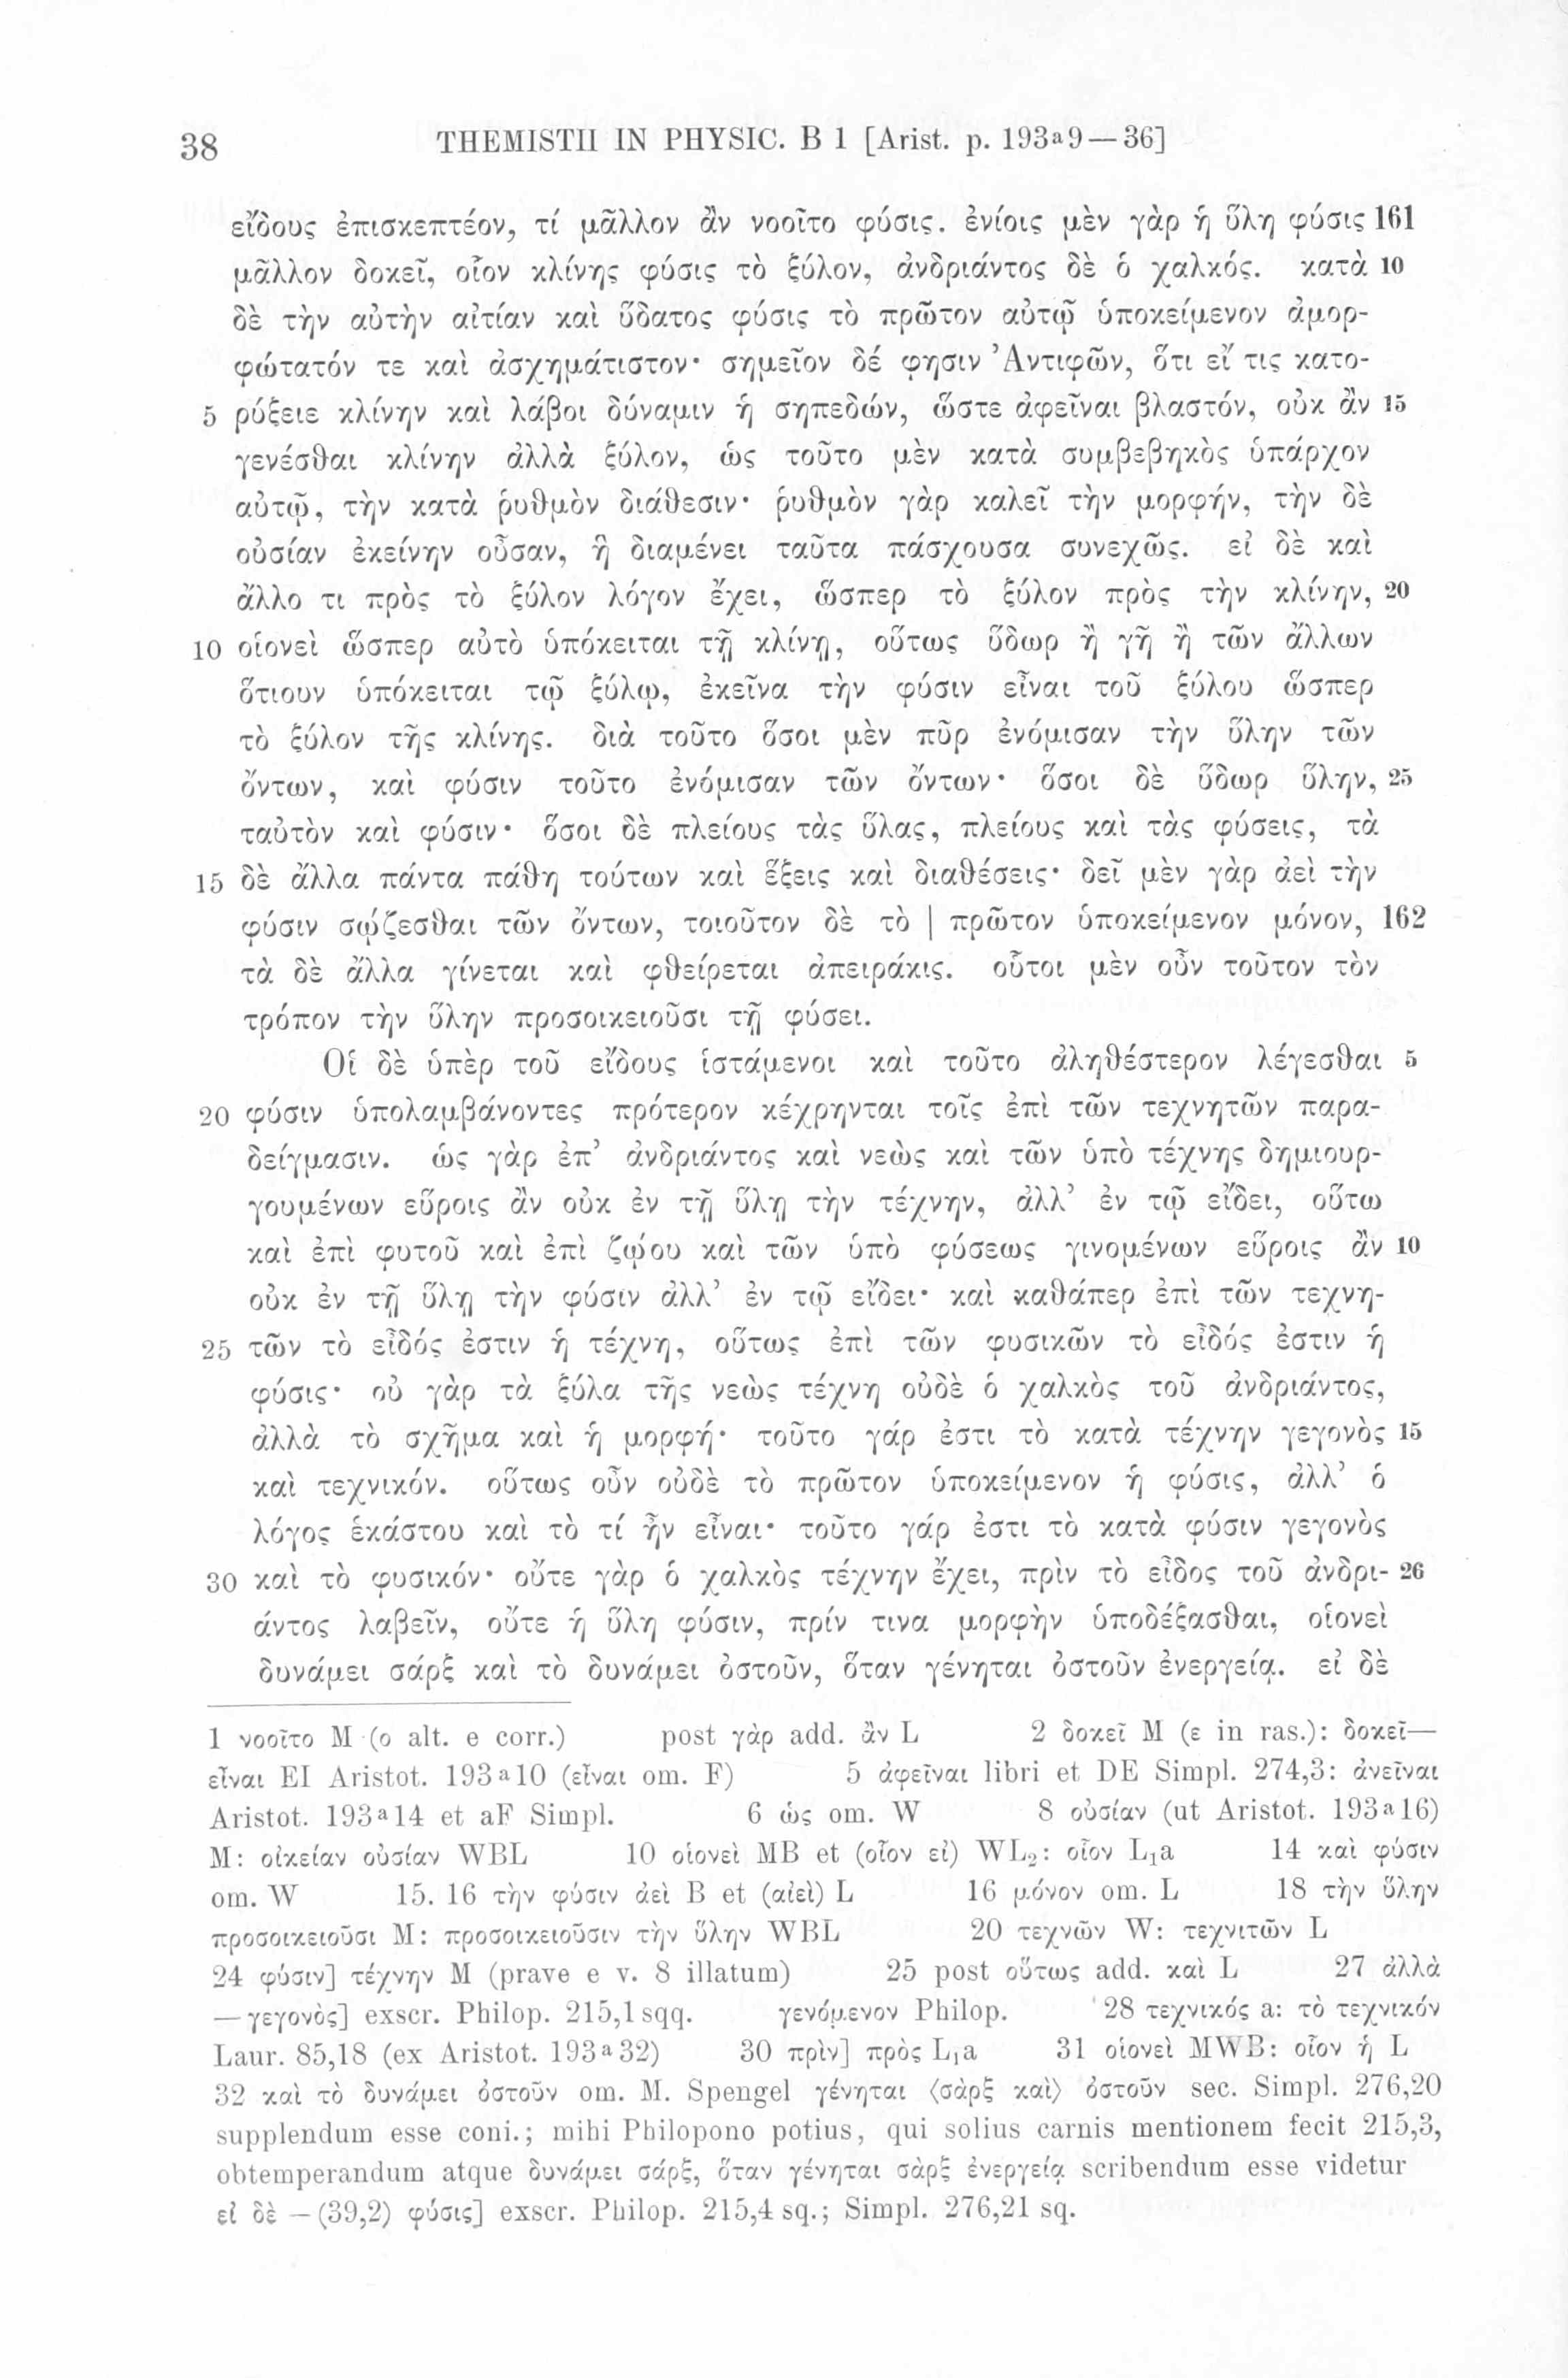 38 THEMISTII IN PHYSIC. B 1 [Arist. p. 193ᵃ9—36]
εἴδους ἐπισκεπτέον, τί μᾶλλον ἂν νοοῖτο φύσις. ἐνίοις μὲν γὰρ ἡ ὕλη φύσις 161
μᾶλλον δοκεῖ, οἷον κλίνης φύσις τὸ ξύλον, ἀνδριάντος δὲ ὁ χαλκός. κατὰ 10
δὲ τὴν αὐτὴν αἰτίαν καὶ ὕδατος φύσις τὸ πρῶτον αὐτῷ ὑποκείμενον ἀμορ-
φώτατόν τε καὶ ἀσχημάτιστον· σημεῖον δέ φησιν Ἀντιφῶν, ὅτι εἴ τις κατο-
5 ρύξειε κλίνην καὶ λάβοι δύναμιν ἡ σηπεδών, ὥστε ἀφεῖναι βλαστόν, οὐκ ἂν 15
γενέσθαι κλίνην ἀλλὰ ξύλον, ὡς τοῦτο μὲν κατὰ συμβεβηκὸς ὑπάρχον
αὐτῷ, τὴν κατὰ ῥυθμὸν διάθεσιν· ῥυθμὸν γὰρ καλεῖ τὴν μορφήν, τὴν δὲ
οὐσίαν ἐκείνην οὖσαν, ἣ διαμένει ταῦτα πάσχουσα συνεχῶς. εἰ δὲ καὶ
ἄλλο τι πρὸς τὸ ξύλον λόγον ἔχει, ὥσπερ τὸ ξύλον πρὸς τὴν κλίνην, 20
10 οἱονεὶ ὥσπερ αὐτὸ ὑπόκειται τῇ κλίνῃ, οὕτως ὕδωρ ἢ γῆ ἢ τῶν ἄλλων
ὅτιουν ὑπόκειται τῷ ξύλῳ, ἐκεῖνα τὴν φύσιν εἶναι τοῦ ξύλου ὥσπερ
τὸ ξύλον τῆς κλίνης. διὰ τοῦτο ὅσοι μὲν πῦρ ἐνόμισαν τὴν ὕλην τῶν
ὄντων, καὶ φύσιν τοῦτο ἐνόμισαν τῶν ὄντων· ὅσοι δὲ ὕδωρ ὕλην, 25
ταὐτὸν καὶ φύσιν· ὅσοι δὲ πλείους τὰς ὕλας, πλείους καὶ τὰς φύσεις, τὰ
15 δὲ ἄλλα πάντα πάθη τούτων καὶ ἕξεις καὶ διαθέσεις· δεῖ μὲν γὰρ ἀεὶ τὴν
φύσιν σῴζεσθαι τῶν ὄντων, τοιοῦτον δὲ τὸ | πρῶτον ὑποκείμενον μόνον, 162
τὰ δὲ ἄλλα γίνεται καὶ φθείρεται ἀπειράκις. οὗτοι μὲν οὖν τοῦτον τὸν
τρόπον τὴν ὕλην προσοικειοῦσι τῇ φύσει.
Οἱ δὲ ὑπὲρ τοῦ εἴδους ἱστάμενοι καὶ τοῦτο ἀληθέστερον λέγεσθαι 5
20 φύσιν ὑπολαμβάνοντες πρότερον κέχρηνται τοῖς ἐπὶ τῶν τεχνητῶν παρα-
δείγμασιν. ὡς γὰρ ἐπ’ ἀνδριάντος καὶ νεὼς καὶ τῶν ὑπὸ τέχνης δημιουρ-
γουμένων εὕροις ἂν οὐκ ἐν τῇ ὕλῃ τὴν τέχνην, ἀλλ’ ἐν τῷ εἴδει, οὕτω
καὶ ἐπὶ φυτοῦ καὶ ἐπὶ ζῴου καὶ τῶν ὑπὸ φύσεως γινομένων εὕροις ἂν 10
οὐκ ἐν τῇ ὕλῃ τὴν φύσιν ἀλλ’ ἐν τῷ εἴδει· καὶ καθάπερ ἐπὶ τῶν τεχνη-
25 τῶν τὸ εἶδός ἐστιν ἡ τέχνη, οὕτως ἐπὶ τῶν φυσικῶν τὸ εἶδός ἐστιν ἡ
φύσις· οὐ γὰρ τὰ ξύλα τῆς νεὼς τέχνη οὐδὲ ὁ χαλκὸς τοῦ ἀνδριάντος,
ἀλλὰ τὸ σχῆμα καὶ ἡ μορφή· τοῦτο γάρ ἐστι τὸ κατὰ τέχνην γεγονὸς 15
καὶ τεχνικόν. οὕτως οὖν οὐδὲ τὸ πρῶτον ὑποκείμενον ἡ φύσις, ἀλλ’ ὁ
λόγος ἑκάστου καὶ τὸ τί ἦν εἶναι· τοῦτο γάρ ἐστι τὸ κατὰ φύσιν γεγονὸς
30 καὶ τὸ φυσικόν· οὔτε γὰρ ὁ χαλκὸς τέχνην ἔχει, πρὶν τὸ εἶδος τοῦ ἀνδρι- 26
άντος λαβεῖν, οὔτε ἡ ὕλη φύσιν, πρίν τινα μορφὴν ὑποδέξασθαι, οἱονεὶ
δυνάμει σάρξ καὶ τὸ δυνάμει ὀστοῦν, ὅταν γένηται ὀστοῦν ἐνεργείᾳ. εἰ δὲ
1 νοοῖτο M (ο alt. e corr.) post γὰρ add. ἂν L 2 δοκεῖ M (ε in ras.): δοκεῖ—
εἶναι EI Aristot. 193ᵃ10 (εἶναι om. F) 5 ἀφεῖναι libri et DE Simpl. 274,3: ἀνεῖναι
Aristot. 193ᵃ14 et aF Simpl. 6 ὡς om. W 8 οὐσίαν (ut Aristot. 193ᵃ16)
M: οἰκείαν οὐσίαν WBL 10 οἱονεὶ MB et (οἷον εἰ) WL₂: οἷον L₁a 14 καὶ φύσιν
om. W 15. 16 τὴν φύσιν ἀεὶ B et (αἰεὶ) L 16 μόνον om. L 18 τὴν ὕλην
προσοικειοῦσι M: προσοικειοῦσιν τὴν ὕλην WBL 20 τεχνῶν W: τεχνιτῶν L
24 φύσιν] τέχνην M (prave e v. 8 illatum) 25 post οὕτως add. καὶ L 27 ἀλλὰ
— γεγονὸς] exscr. Philop. 215,1 sqq. γενόμενον Philop. 28 τεχνικός a: τὸ τεχνικόν
Laur. 85,18 (ex Aristot. 193ᵃ32) 30 πρὶν] πρὸς L₁a 31 οἱονεὶ MWB: οἷον ἡ L
32 καὶ τὸ δυνάμει ὀστοῦν om. M. Spengel γένηται ⟨σὰρξ καὶ⟩ ὀστοῦν sec. Simpl. 276,20
supplendum esse coni.; mihi Philopono potius, qui solius carnis mentionem fecit 215,3,
obtemperandum atque δυνάμει σάρξ, ὅταν γένηται σὰρξ ἐνεργείᾳ scribendum esse videtur
εἰ δὲ — (39,2) φύσις] exscr. Philop. 215,4 sq.; Simpl. 276,21 sq.